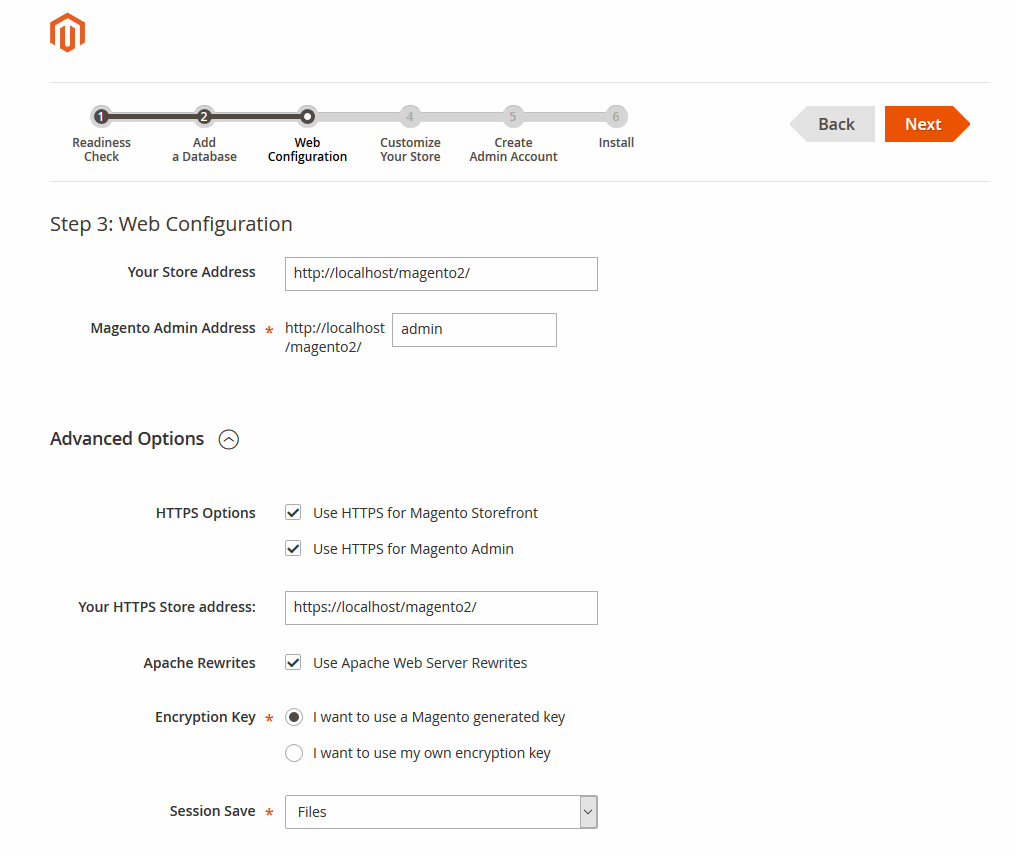 1 2 4 5 6
Readiness Check
Add a Database
Web Configuration
Customize Your Store
Create Admin Account
Install
Back
Next
Step 3: Web Configuration
Your Store Address
http://localhost/magento2/
Magento Admin Address *
http://localhost
/magento2/
admin
Advanced Options
HTTPS Options
Use HTTPS for Magento Storefront
Use HTTPS for Magento Admin
Your HTTPS Store address:
https://localhost/magento2/
Apache Rewrites
Use Apache Web Server Rewrites
Encryption Key *
I want to use a Magento generated key
I want to use my own encryption key
Session Save *
Files